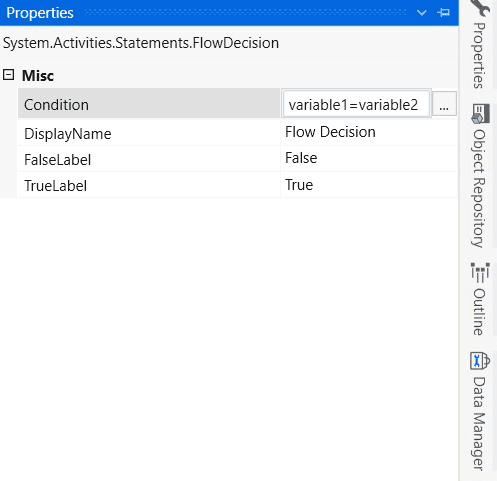 Properties
System.Activities.Statements.FlowDecision
Misc
Condition variable1=variable2 ...
DisplayName Flow Decision
FalseLabel False
TrueLabel True
Properties
Object Repository
Outline
Data Manager